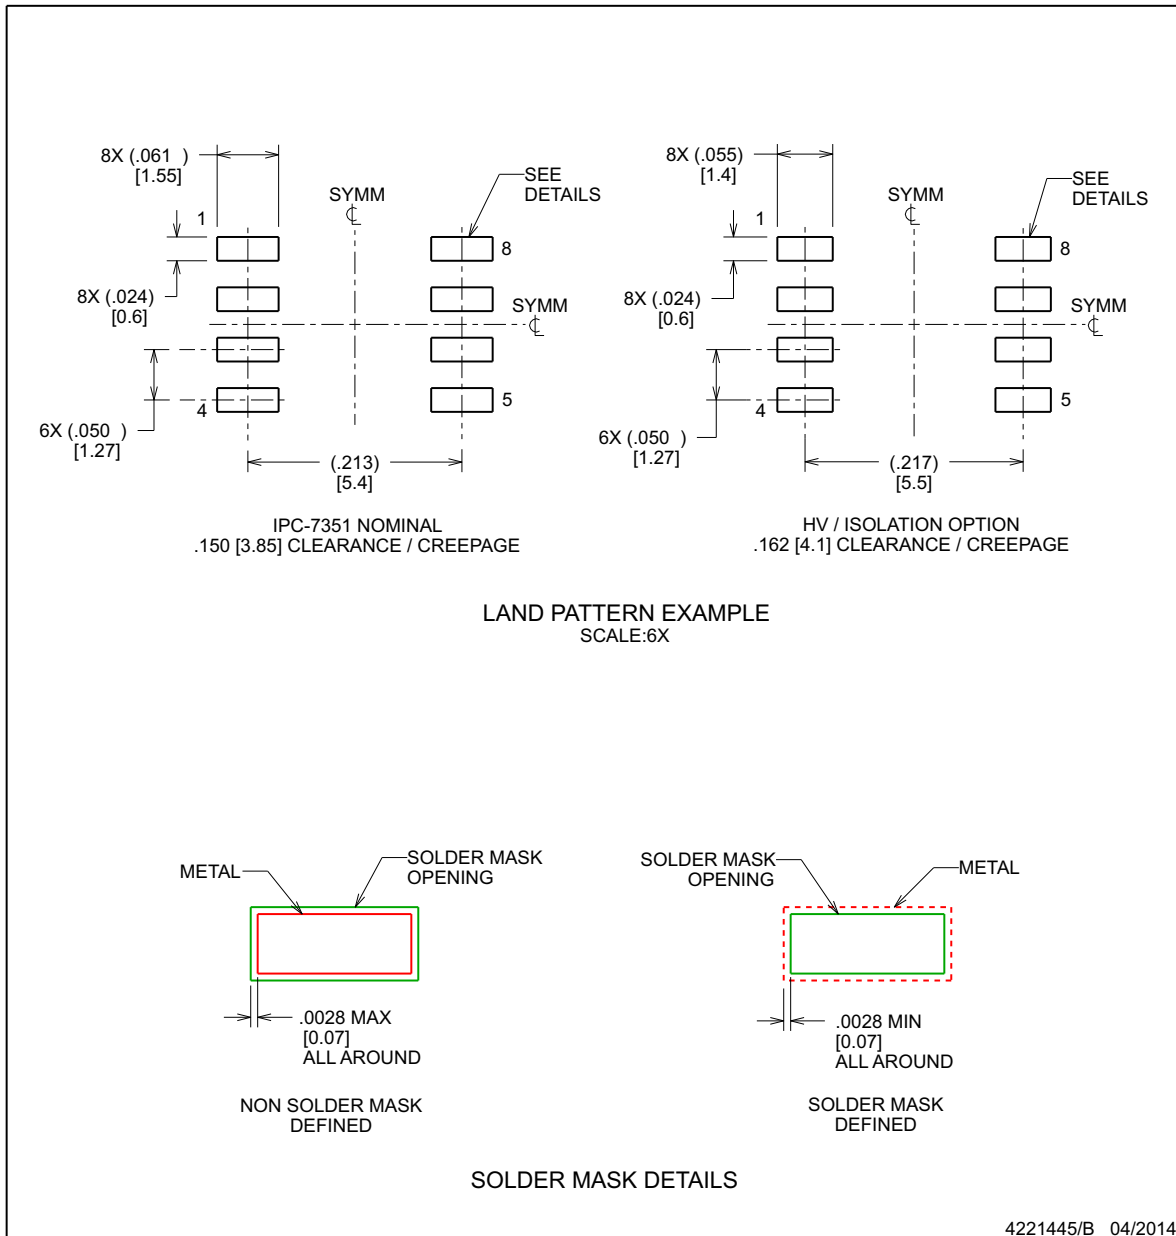 8X (.061 )
[1.55]
SYMM
℄
SEE
DETAILS
1
8
8X (.024)
[0.6]
SYMM
℄
4
5
6X (.050 )
[1.27]
(.213)
[5.4]
IPC-7351 NOMINAL
.150 [3.85] CLEARANCE / CREEPAGE
8X (.055)
[1.4]
SYMM
℄
SEE
DETAILS
1
8
8X (.024)
[0.6]
SYMM
℄
4
5
6X (.050 )
[1.27]
(.217)
[5.5]
HV / ISOLATION OPTION
.162 [4.1] CLEARANCE / CREEPAGE
LAND PATTERN EXAMPLE
SCALE:6X
METAL
SOLDER MASK
OPENING
.0028 MAX
[0.07]
ALL AROUND
NON SOLDER MASK
DEFINED
SOLDER MASK
OPENING
METAL
.0028 MIN
[0.07]
ALL AROUND
SOLDER MASK
DEFINED
SOLDER MASK DETAILS
4221445/B 04/2014